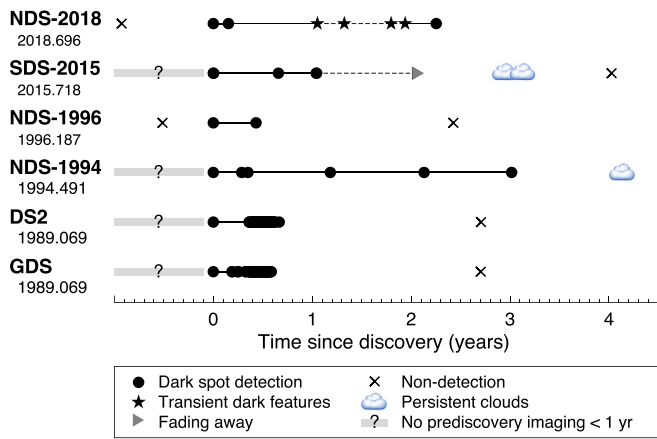 NDS-2018
2018.696
SDS-2015
?
2015.718
NDS-1996
1996.187
NDS-1994
?
1994.491
DS2
?
1989.069
GDS
?
1989.069
0 1 2 3 4
Time since discovery (years)
Dark spot detection
Non-detection
Transient dark features
Persistent clouds
Fading away
? No prediscovery imaging < 1 yr